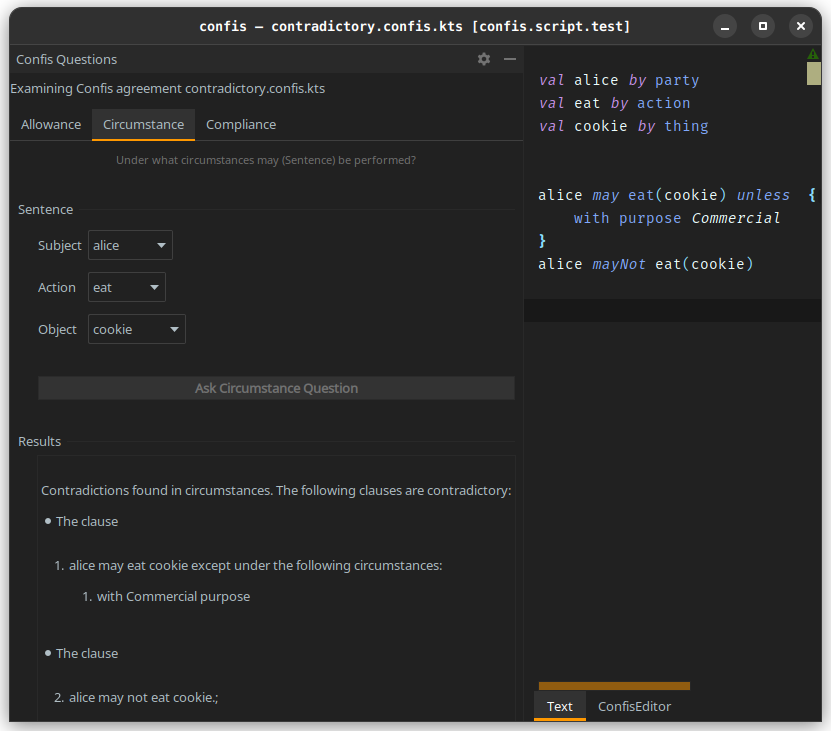 confis – contradictory.confis.kts [confis.script.test]
Confis Questions
Examining Confis agreement contradictory.confis.kts
Allowance Circumstance Compliance
Under what circumstances may (Sentence) be performed?
Sentence
Subject alice
Action eat
Object cookie
Ask Circumstance Question
Results
Contradictions found in circumstances. The following clauses are contradictory:
• The clause
1. alice may eat cookie except under the following circumstances:
1. with Commercial purpose
• The clause
2. alice may not eat cookie.;
val alice by party
val eat by action
val cookie by thing
alice may eat(cookie) unless {
with purpose Commercial
}
alice mayNot eat(cookie)
Text ConfisEditor